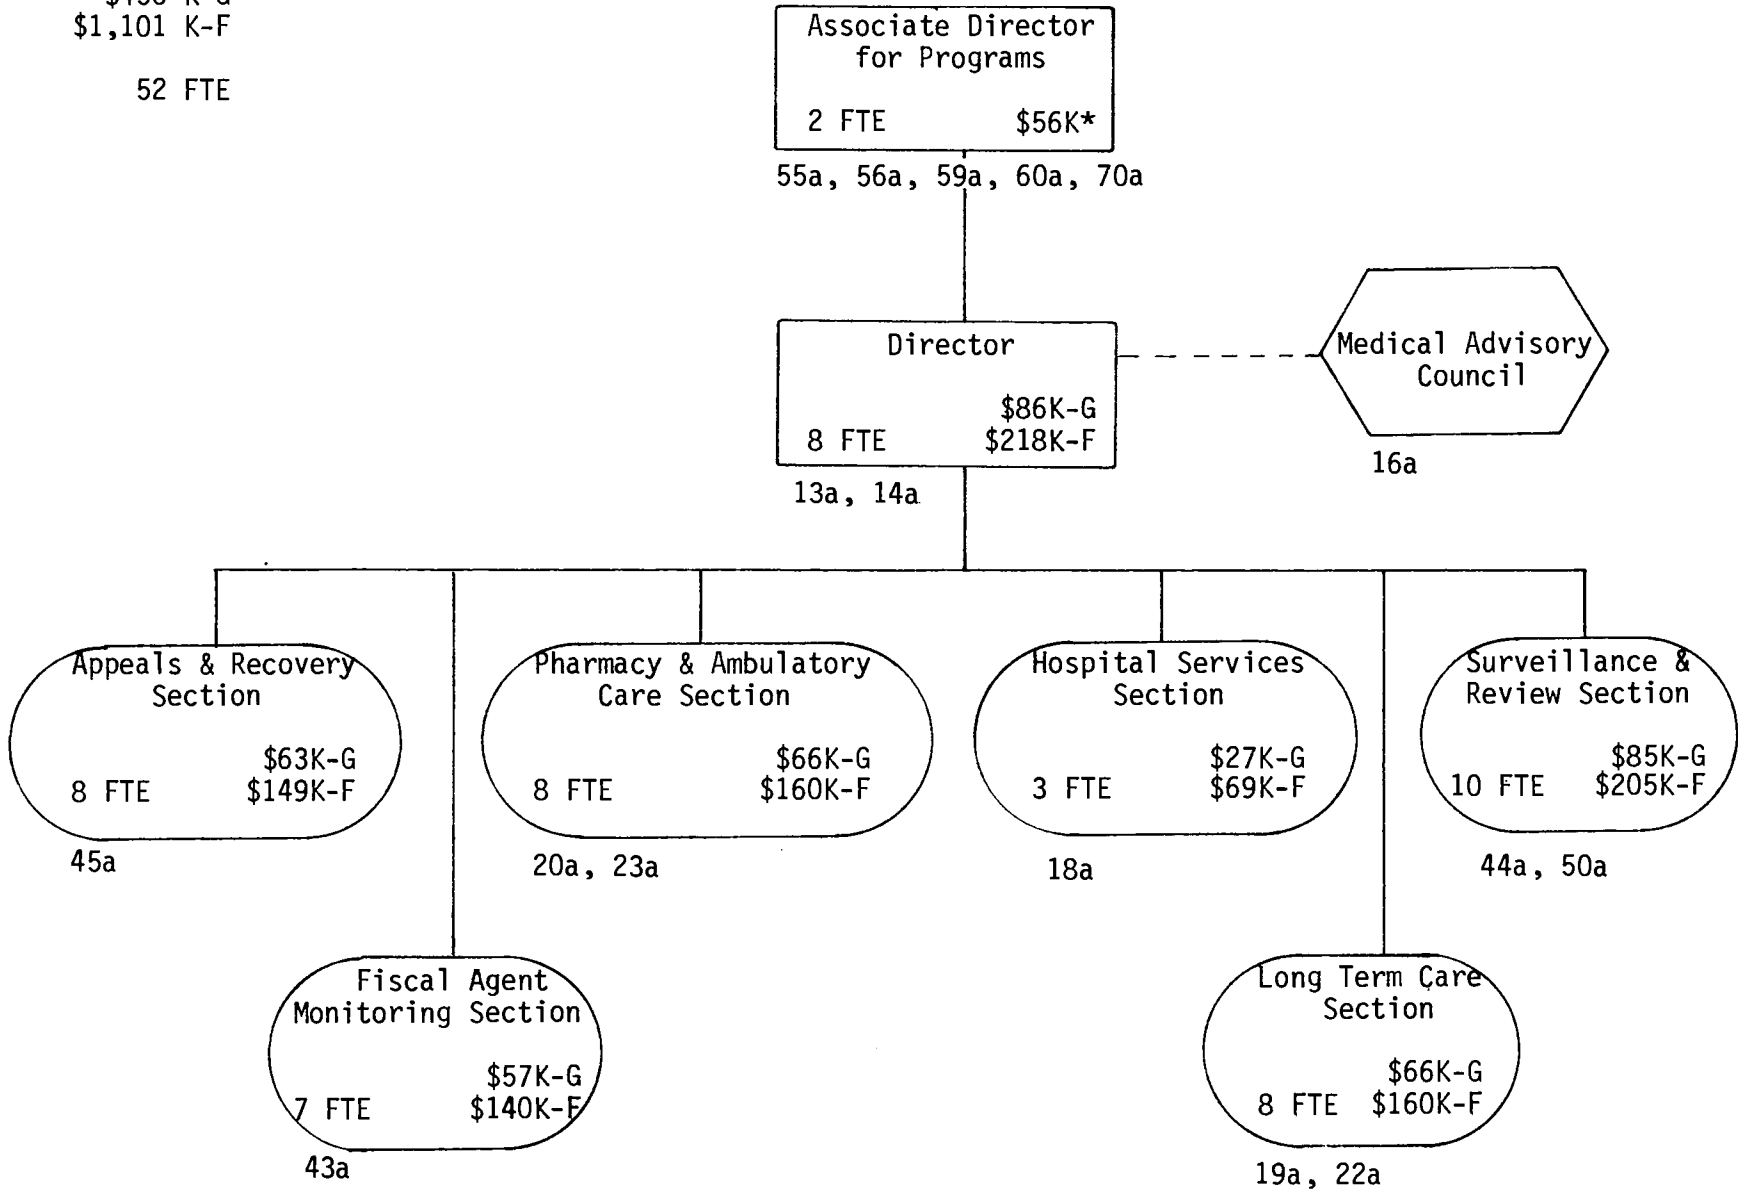 $1,101 K-F
52 FTE
Associate Director
for Programs
2 FTE $56K*
55a, 56a, 59a, 60a, 70a
Director
$86K-G
8 FTE $218K-F
13a, 14a
Medical Advisory
Council
16a
Appeals & Recovery
Section
$63K-G
8 FTE $149K-F
45a
Pharmacy & Ambulatory
Care Section
$66K-G
8 FTE $160K-F
20a, 23a
Hospital Services
Section
$27K-G
3 FTE $69K-F
18a
Surveillance &
Review Section
$85K-G
10 FTE $205K-F
44a, 50a
Fiscal Agent
Monitoring Section
$57K-G
7 FTE $140K-F
43a
Long Term Care
Section
$66K-G
8 FTE $160K-F
19a, 22a